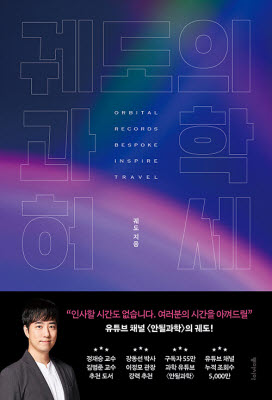 궤도의
과학
허세
ORBITAL
RECORDS
BESPOKE
INSPIRE
TRAVEL
궤도 지음
“인사할 시간도 없습니다. 여러분의 시간을 아껴드릴”
유튜브 채널 〈안될과학〉의 궤도!
정재승 교수
김범준 교수
추천 도서
장동선 박사
이정모 관장
강력 추천
구독자 55만
과학 유튜브
〈안될과학〉
유튜브 채널
누적 조회수
5,000만